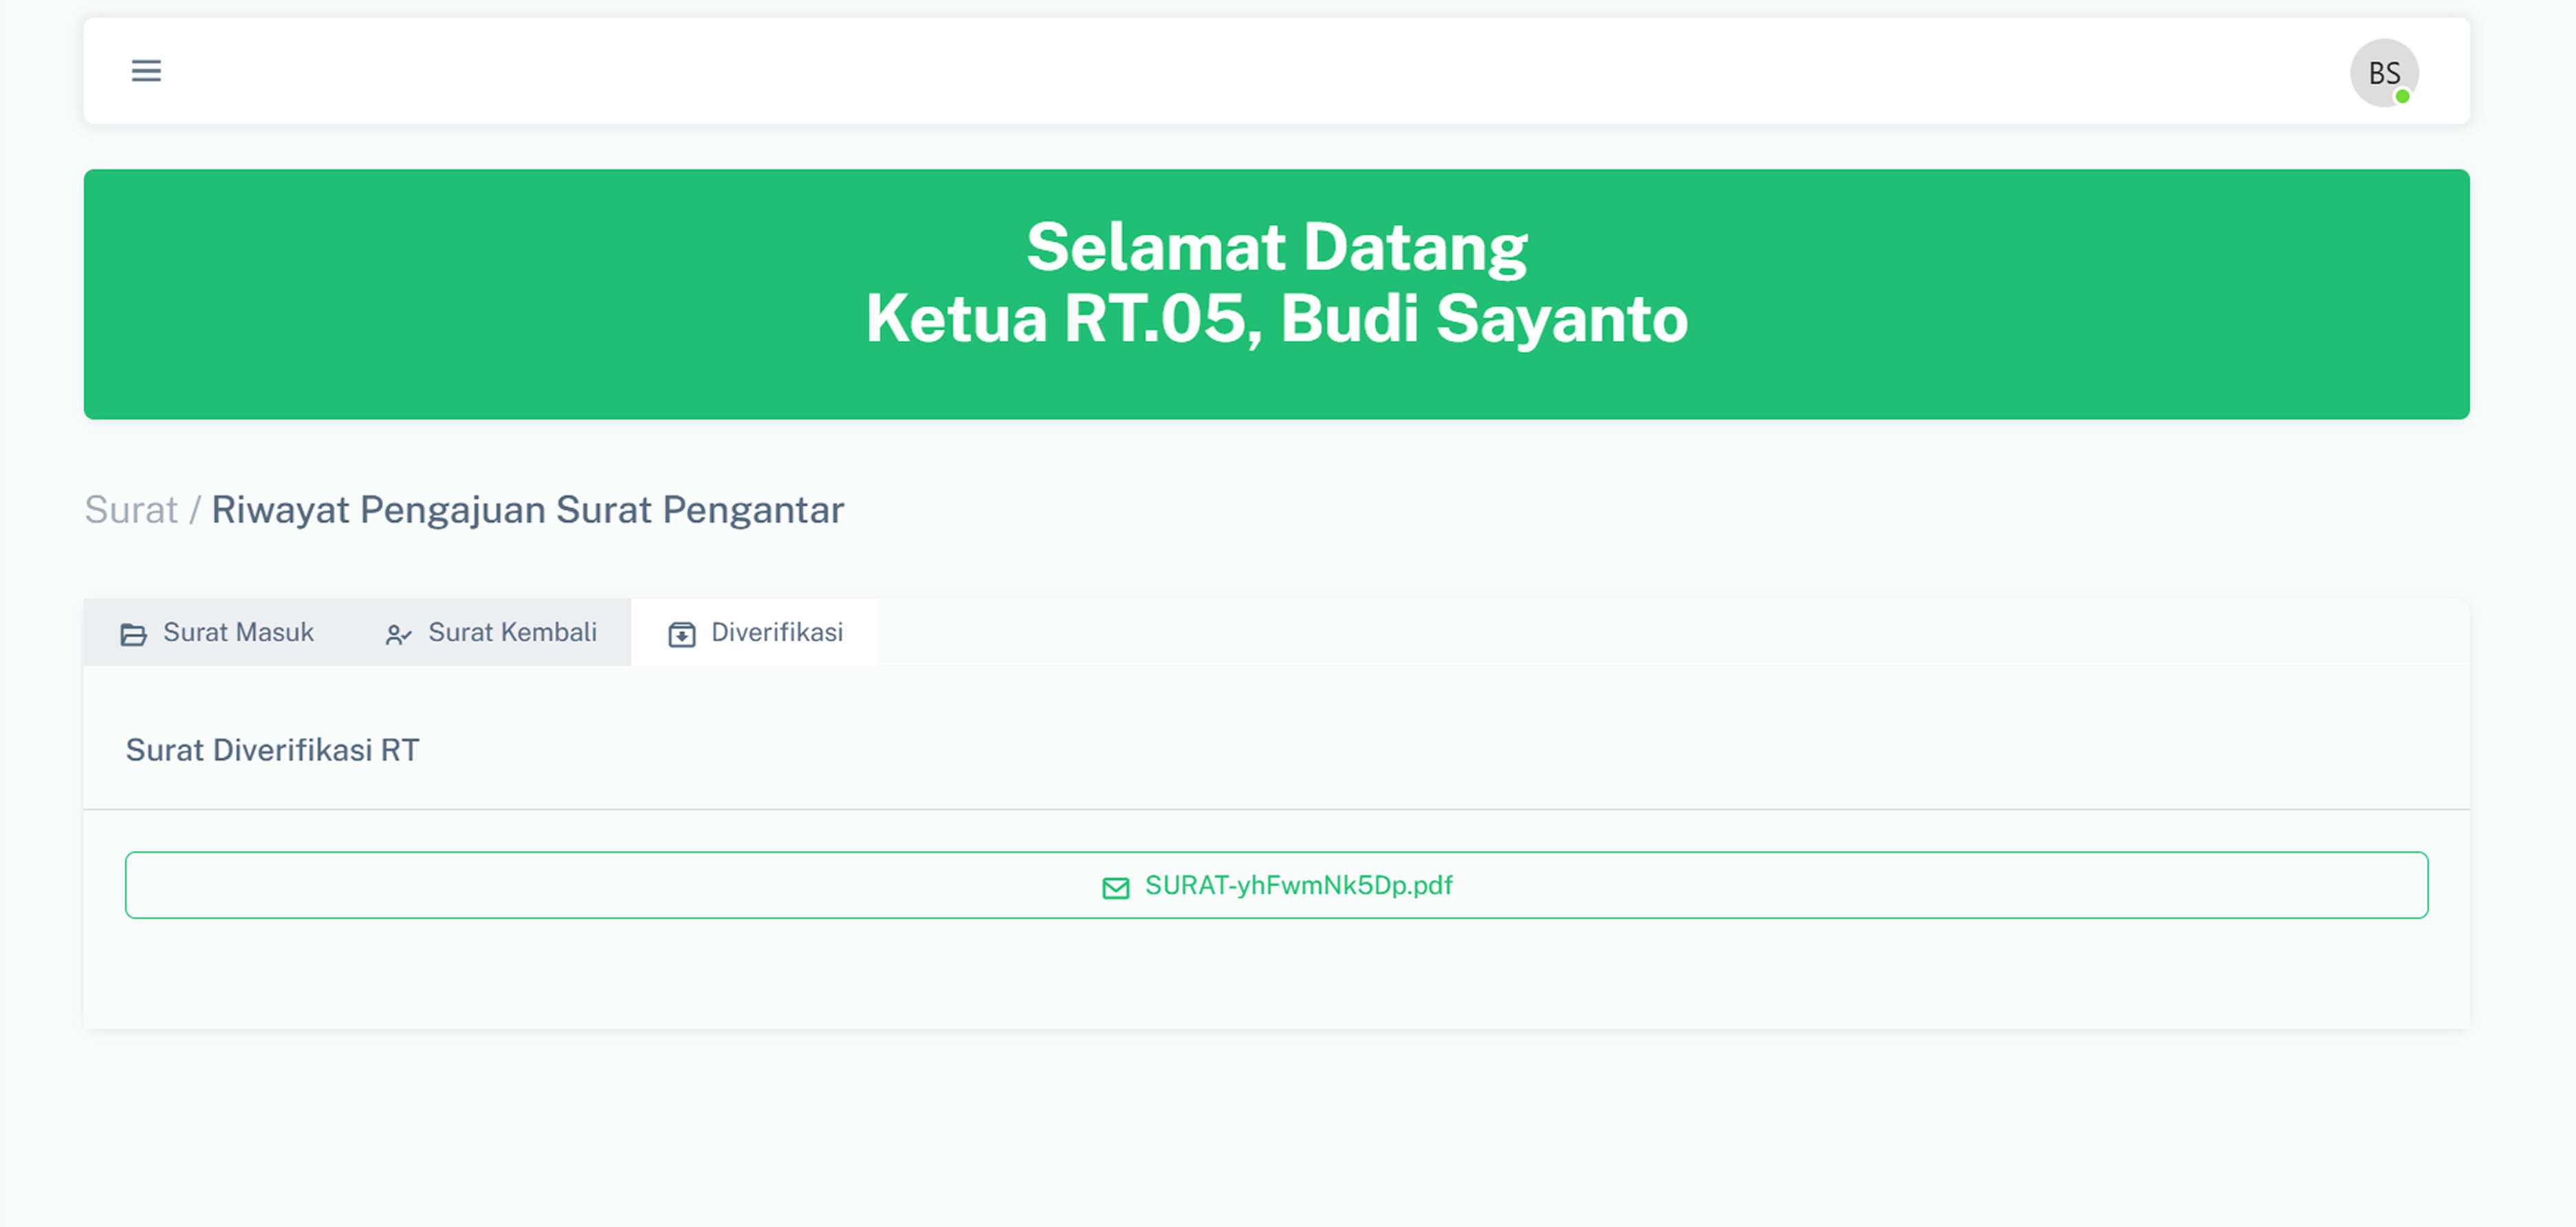 BS
Selamat Datang
Ketua RT.05, Budi Sayanto
Surat / Riwayat Pengajuan Surat Pengantar
Surat Masuk
Surat Kembali
Diverifikasi
Surat Diverifikasi RT
SURAT-yhFwmNk5Dp.pdf